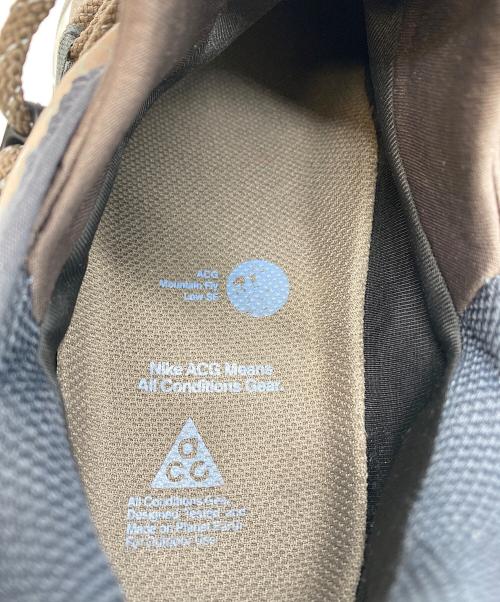 ACG
Mountain Fly
Low SE
Nike ACG Means
All Conditions Gear.
a
cc
All Conditions Gear.
Designed, Tested and
Made on Planet Earth
For Outdoor Use